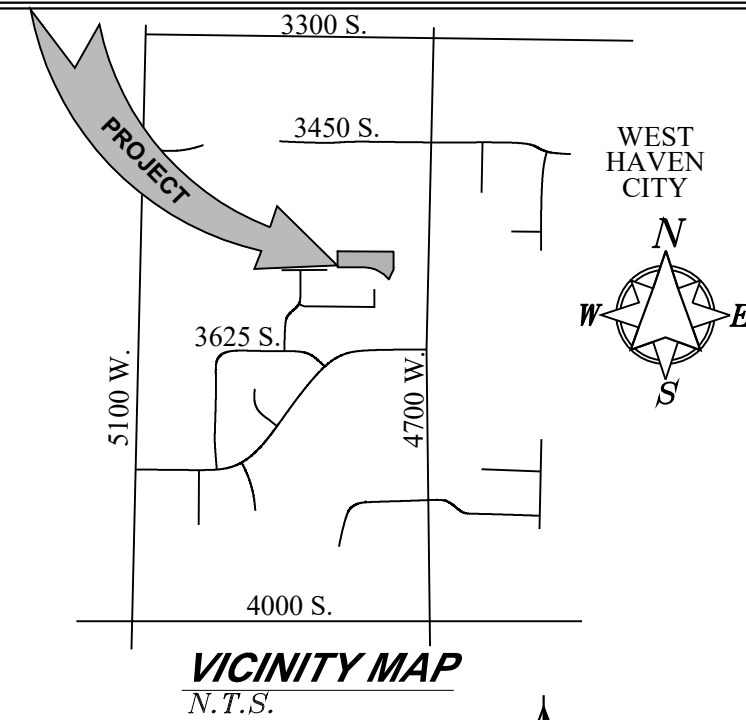 3300 S.
3450 S.
WEST
HAVEN
CITY
PROJECT
N
W
E
S
3625 S.
5100 W.
4700 W.
4000 S.
VICINITY MAP
N.T.S.